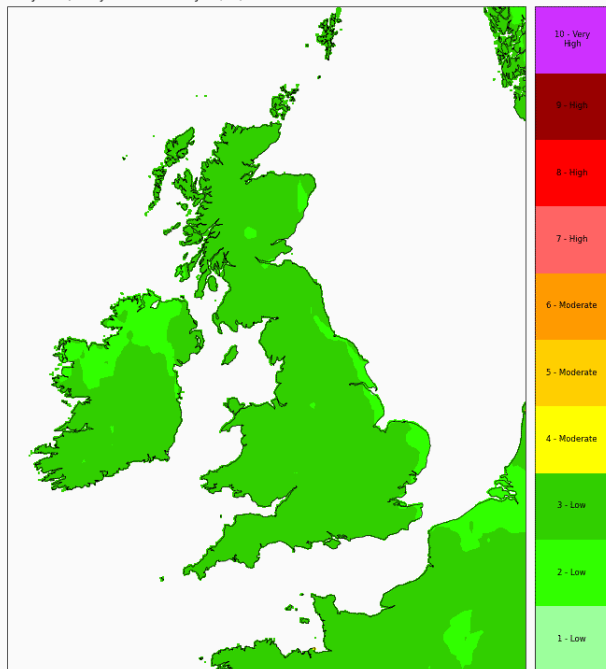 10 - Very
High
9 - High
8 - High
7 - High
6 - Moderate
5 - Moderate
4 - Moderate
3 - Low
2 - Low
1 - Low